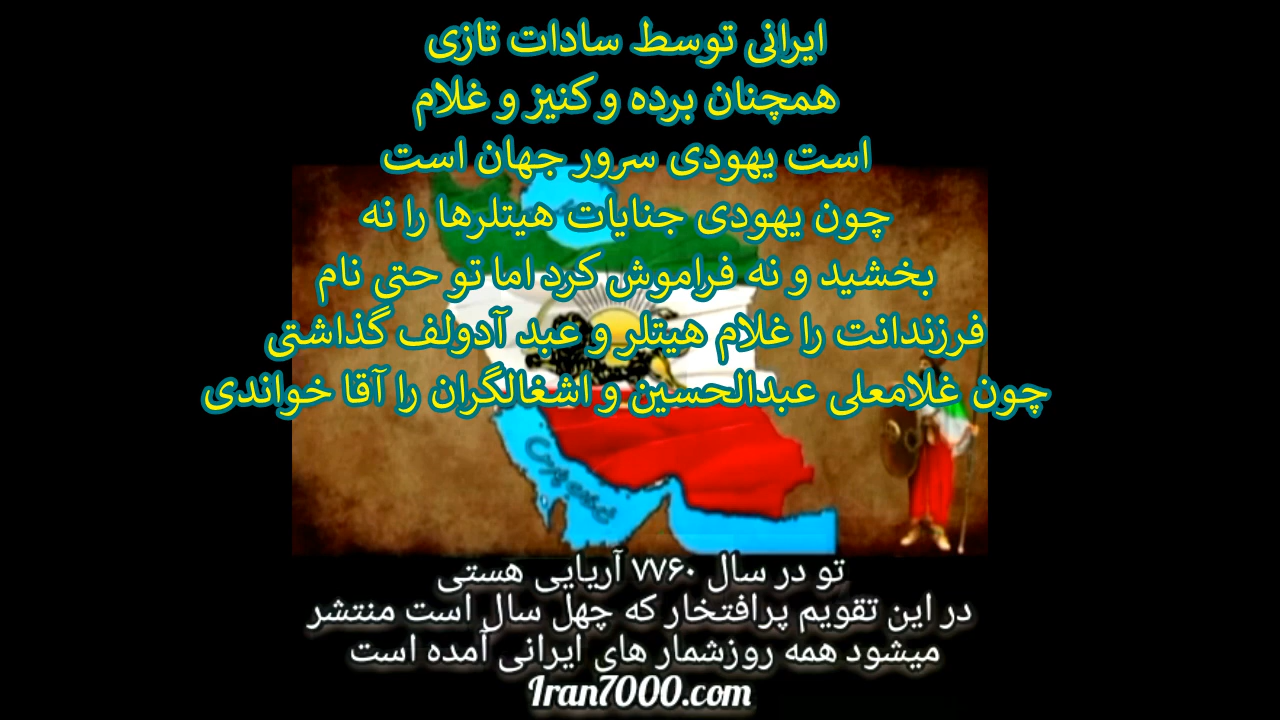 ایرانی توسط سادات تازی
همچنان برده و کنیز و غلام
است یهودی سرور جهان است
چون یهودی جنایات هیتلرها را نه
بخشید و نه فراموش کرد اما تو حتی نام
فرزندانت را غلام هیتلر و عبد آدولف گذاشتی
چون غلامعلی عبدالحسین و اشغالگران را آقا خواندی
خلیج پارس
تو در سال ۷۷۶۰ آریایی هستی
در این تقویم پرافتخار که چهل سال است منتشر
میشود همه روزشمار های ایرانی آمده است
Iran7000.com